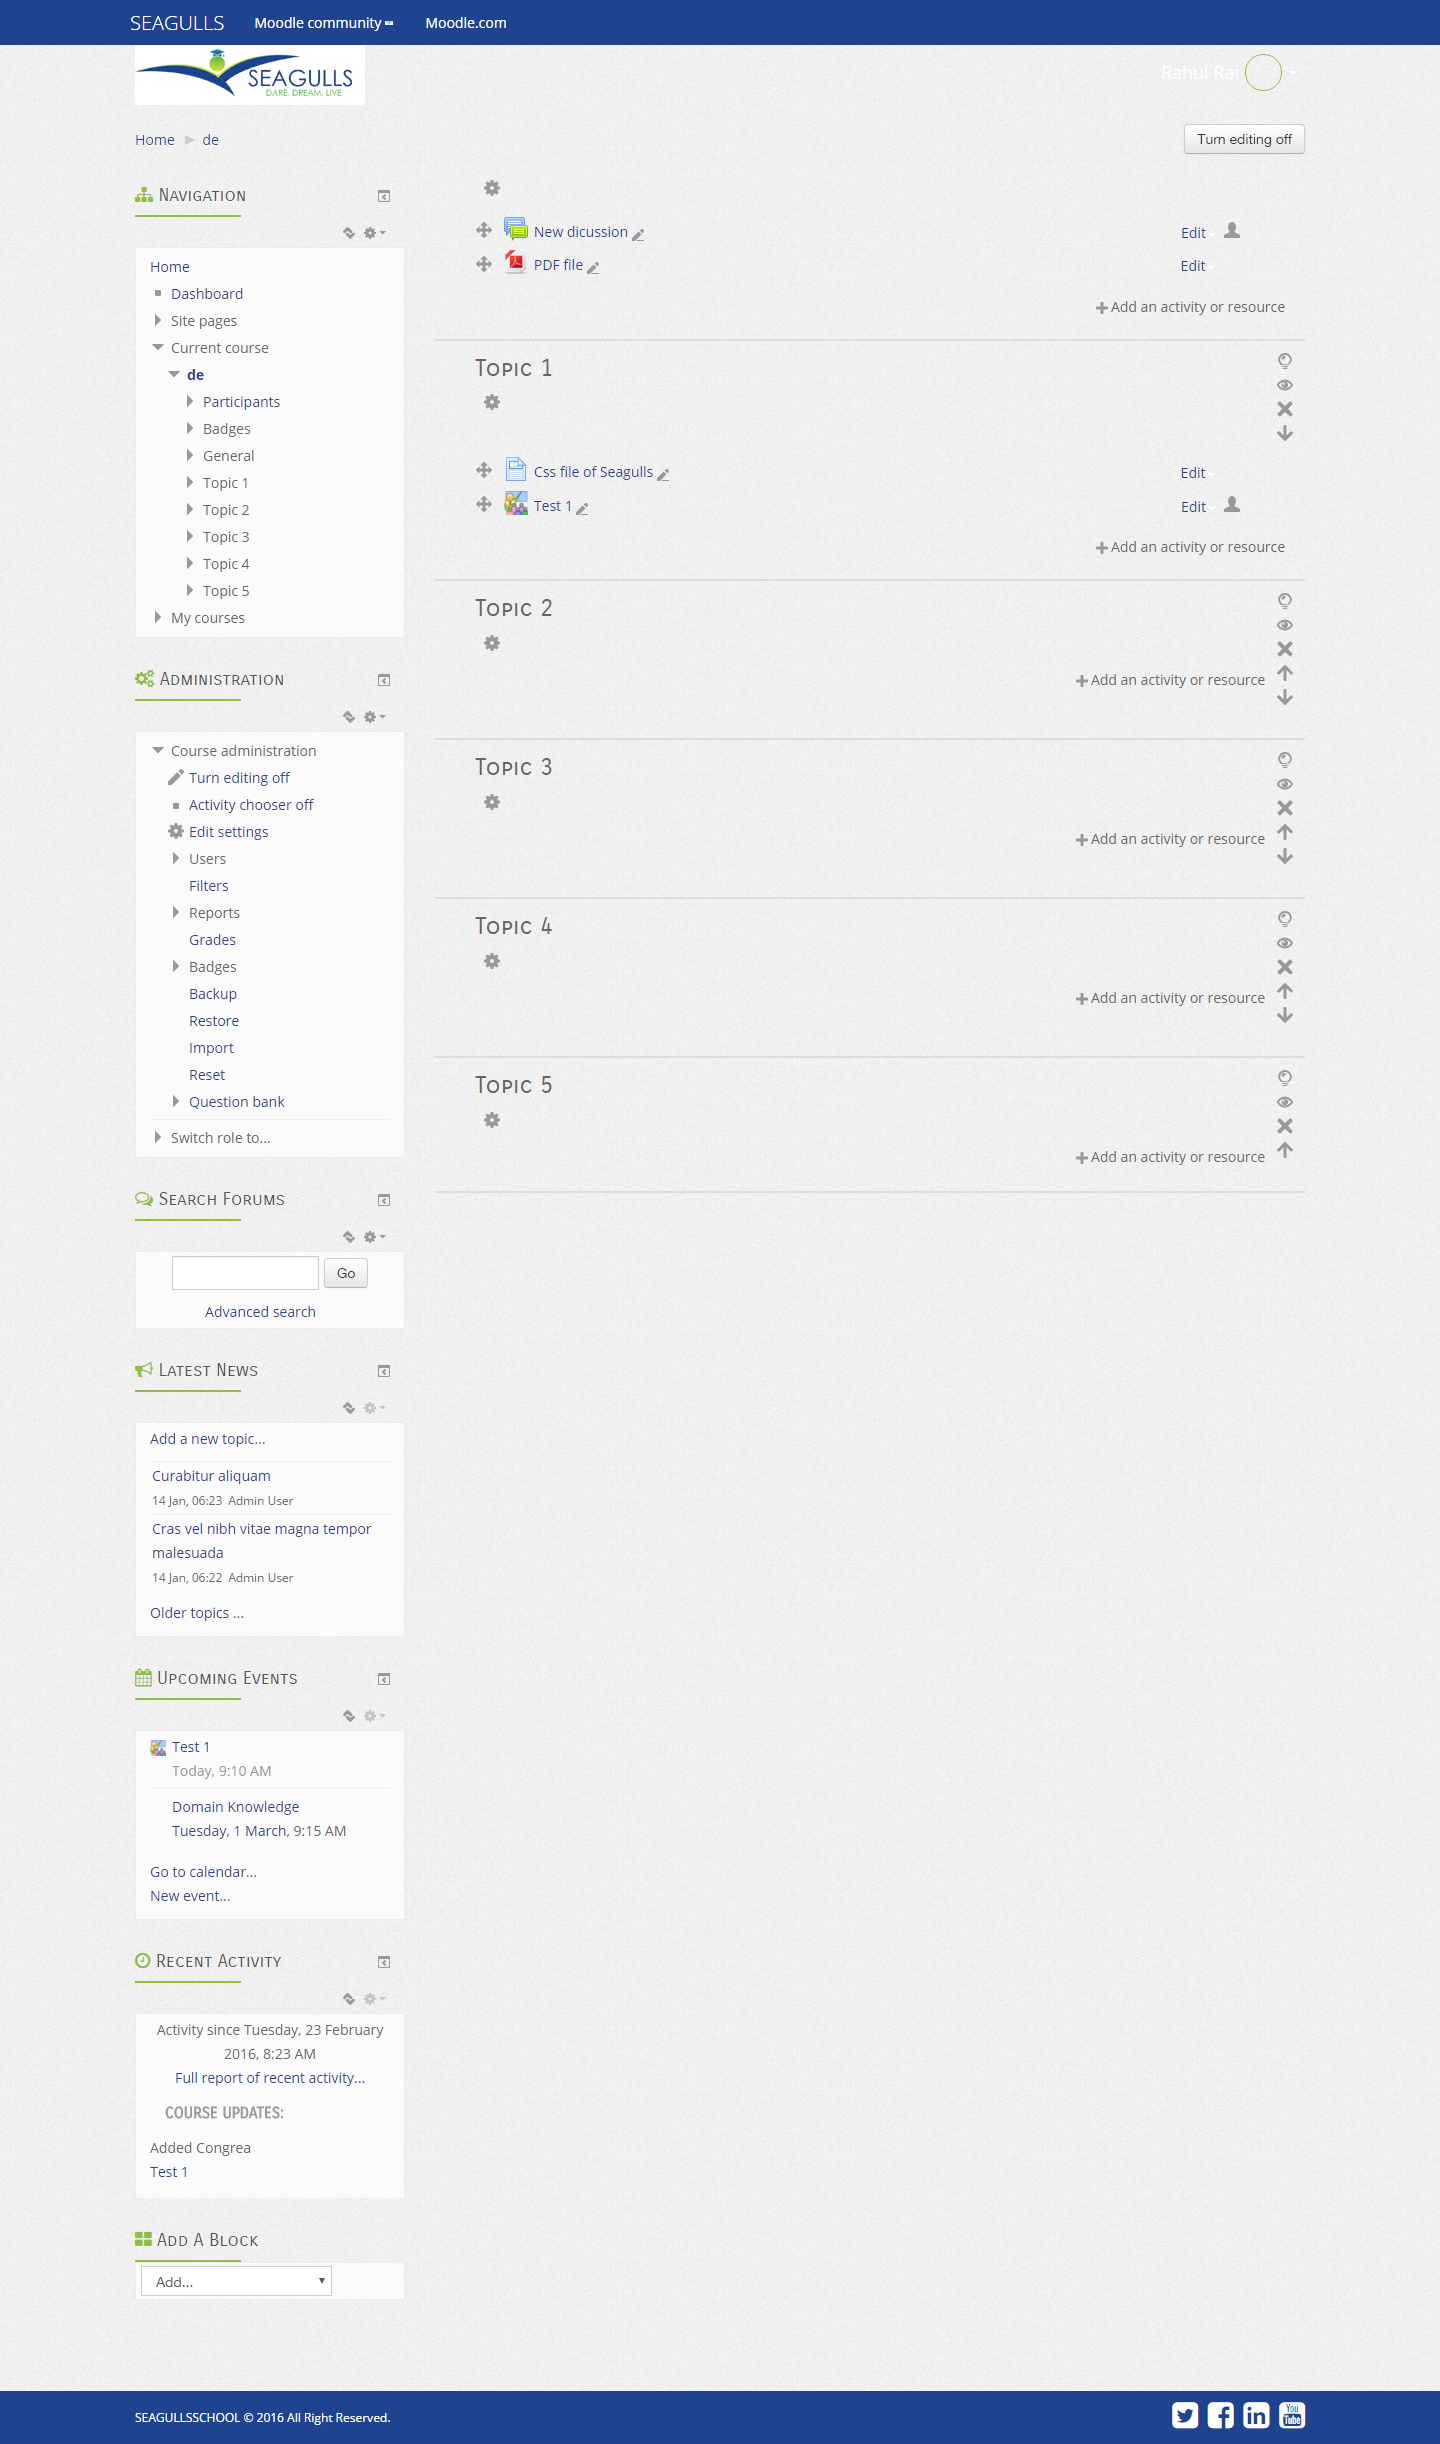 SEAGULLS Moodle community Moodle.com
SEAGULLS
DARE. DREAM. LIVE
Rahul Rai
Home de
Turn editing off
Navigation
Home
Dashboard
Site pages
Current course
de
Participants
Badges
General
Topic 1
Topic 2
Topic 3
Topic 4
Topic 5
My courses
Administration
Course administration
Turn editing off
Activity chooser off
Edit settings
Users
Filters
Reports
Grades
Badges
Backup
Restore
Import
Reset
Question bank
Switch role to...
Search Forums
Go
Advanced search
Latest News
Add a new topic...
Curabitur aliquam
14 Jan, 06:23 Admin User
Cras vel nibh vitae magna tempor
malesuada
14 Jan, 06:22 Admin User
Older topics ...
Upcoming Events
Test 1
Today, 9:10 AM
Domain Knowledge
Tuesday, 1 March, 9:15 AM
Go to calendar...
New event...
Recent Activity
Activity since Tuesday, 23 February
2016, 8:23 AM
Full report of recent activity...
COURSE UPDATES:
Added Congrea
Test 1
Add A Block
Add...
New dicussion Edit
PDF file Edit
Add an activity or resource
Topic 1
Css file of Seagulls Edit
Test 1 Edit
Add an activity or resource
Topic 2
Add an activity or resource
Topic 3
Add an activity or resource
Topic 4
Add an activity or resource
Topic 5
Add an activity or resource
SEAGULLSSCHOOL © 2016 All Right Reserved.
You
Tube